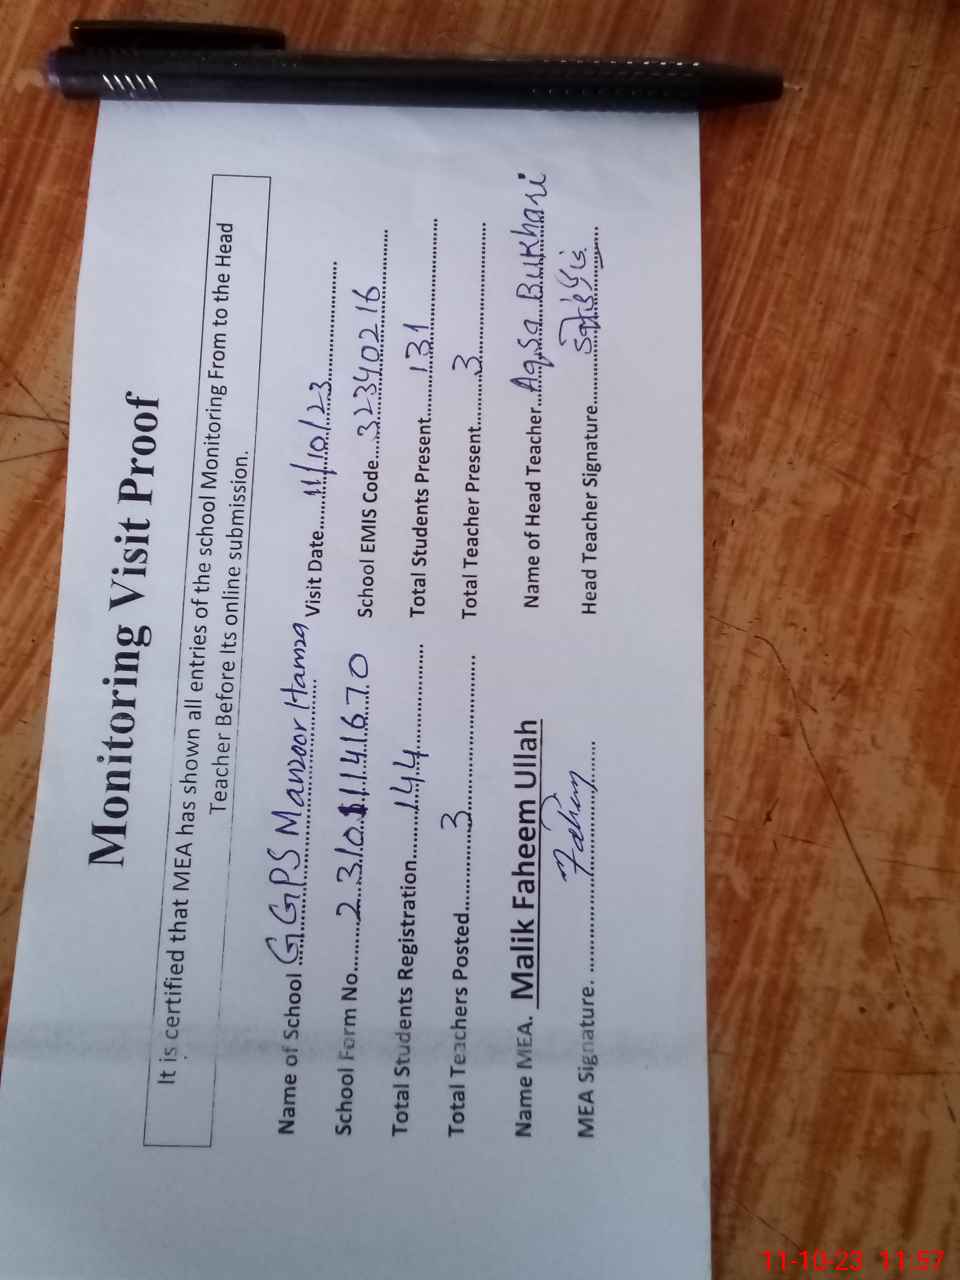 Monitoring Visit Proof
It is certified that MEA has shown all entries of the school Monitoring From to the Head
Teacher Before Its online submission.
Name of School GGPS Manzoor Hamza Visit Date 11/10/23
School Form No. 23101141670 School EMIS Code 32340216
Total Students Registration 144 Total Students Present 131
Total Teachers Posted 3 Total Teacher Present 3
Name MEA. Malik Faheem Ullah Name of Head Teacher Aqsa Bukhari
MEA Signature. Fahem Head Teacher Signature
11-10-23 11:57